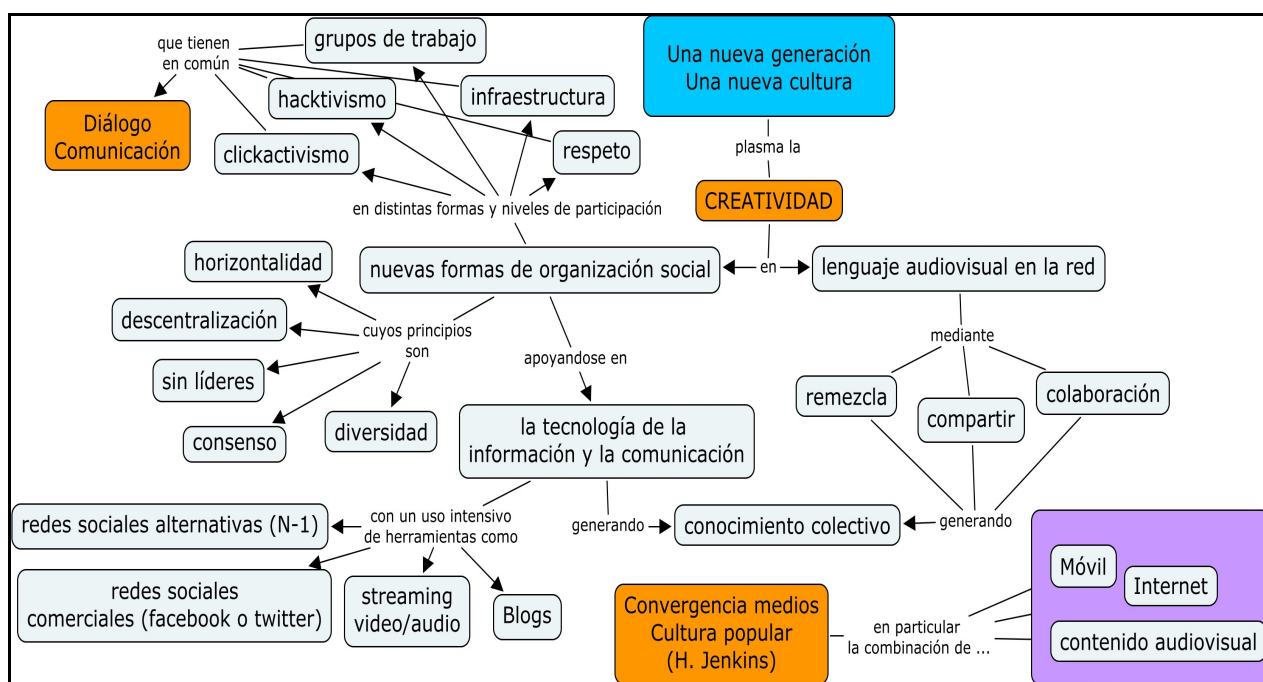 grupos de trabajo
que tienen
en común
Una nueva generación
Una nueva cultura
hacktivismo
infraestructura
Diálogo
Comunicación
clickactivismo
respeto
plasma la
CREATIVIDAD
en distintas formas y niveles de participación
horizontalidad
nuevas formas de organización social
en
lenguaje audiovisual en la red
descentralización
cuyos principios
son
mediante
apoyandose en
sin líderes
remezcla
colaboración
compartir
consenso
diversidad
la tecnología de la
información y la comunicación
redes sociales alternativas (N-1)
con un uso intensivo
de herramientas como
generando
conocimiento colectivo
generando
redes sociales
comerciales (facebook o twitter)
streaming
video/audio
Blogs
Convergencia medios
Cultura popular
(H. Jenkins)
en particular
la combinación de ...
Móvil
Internet
contenido audiovisual